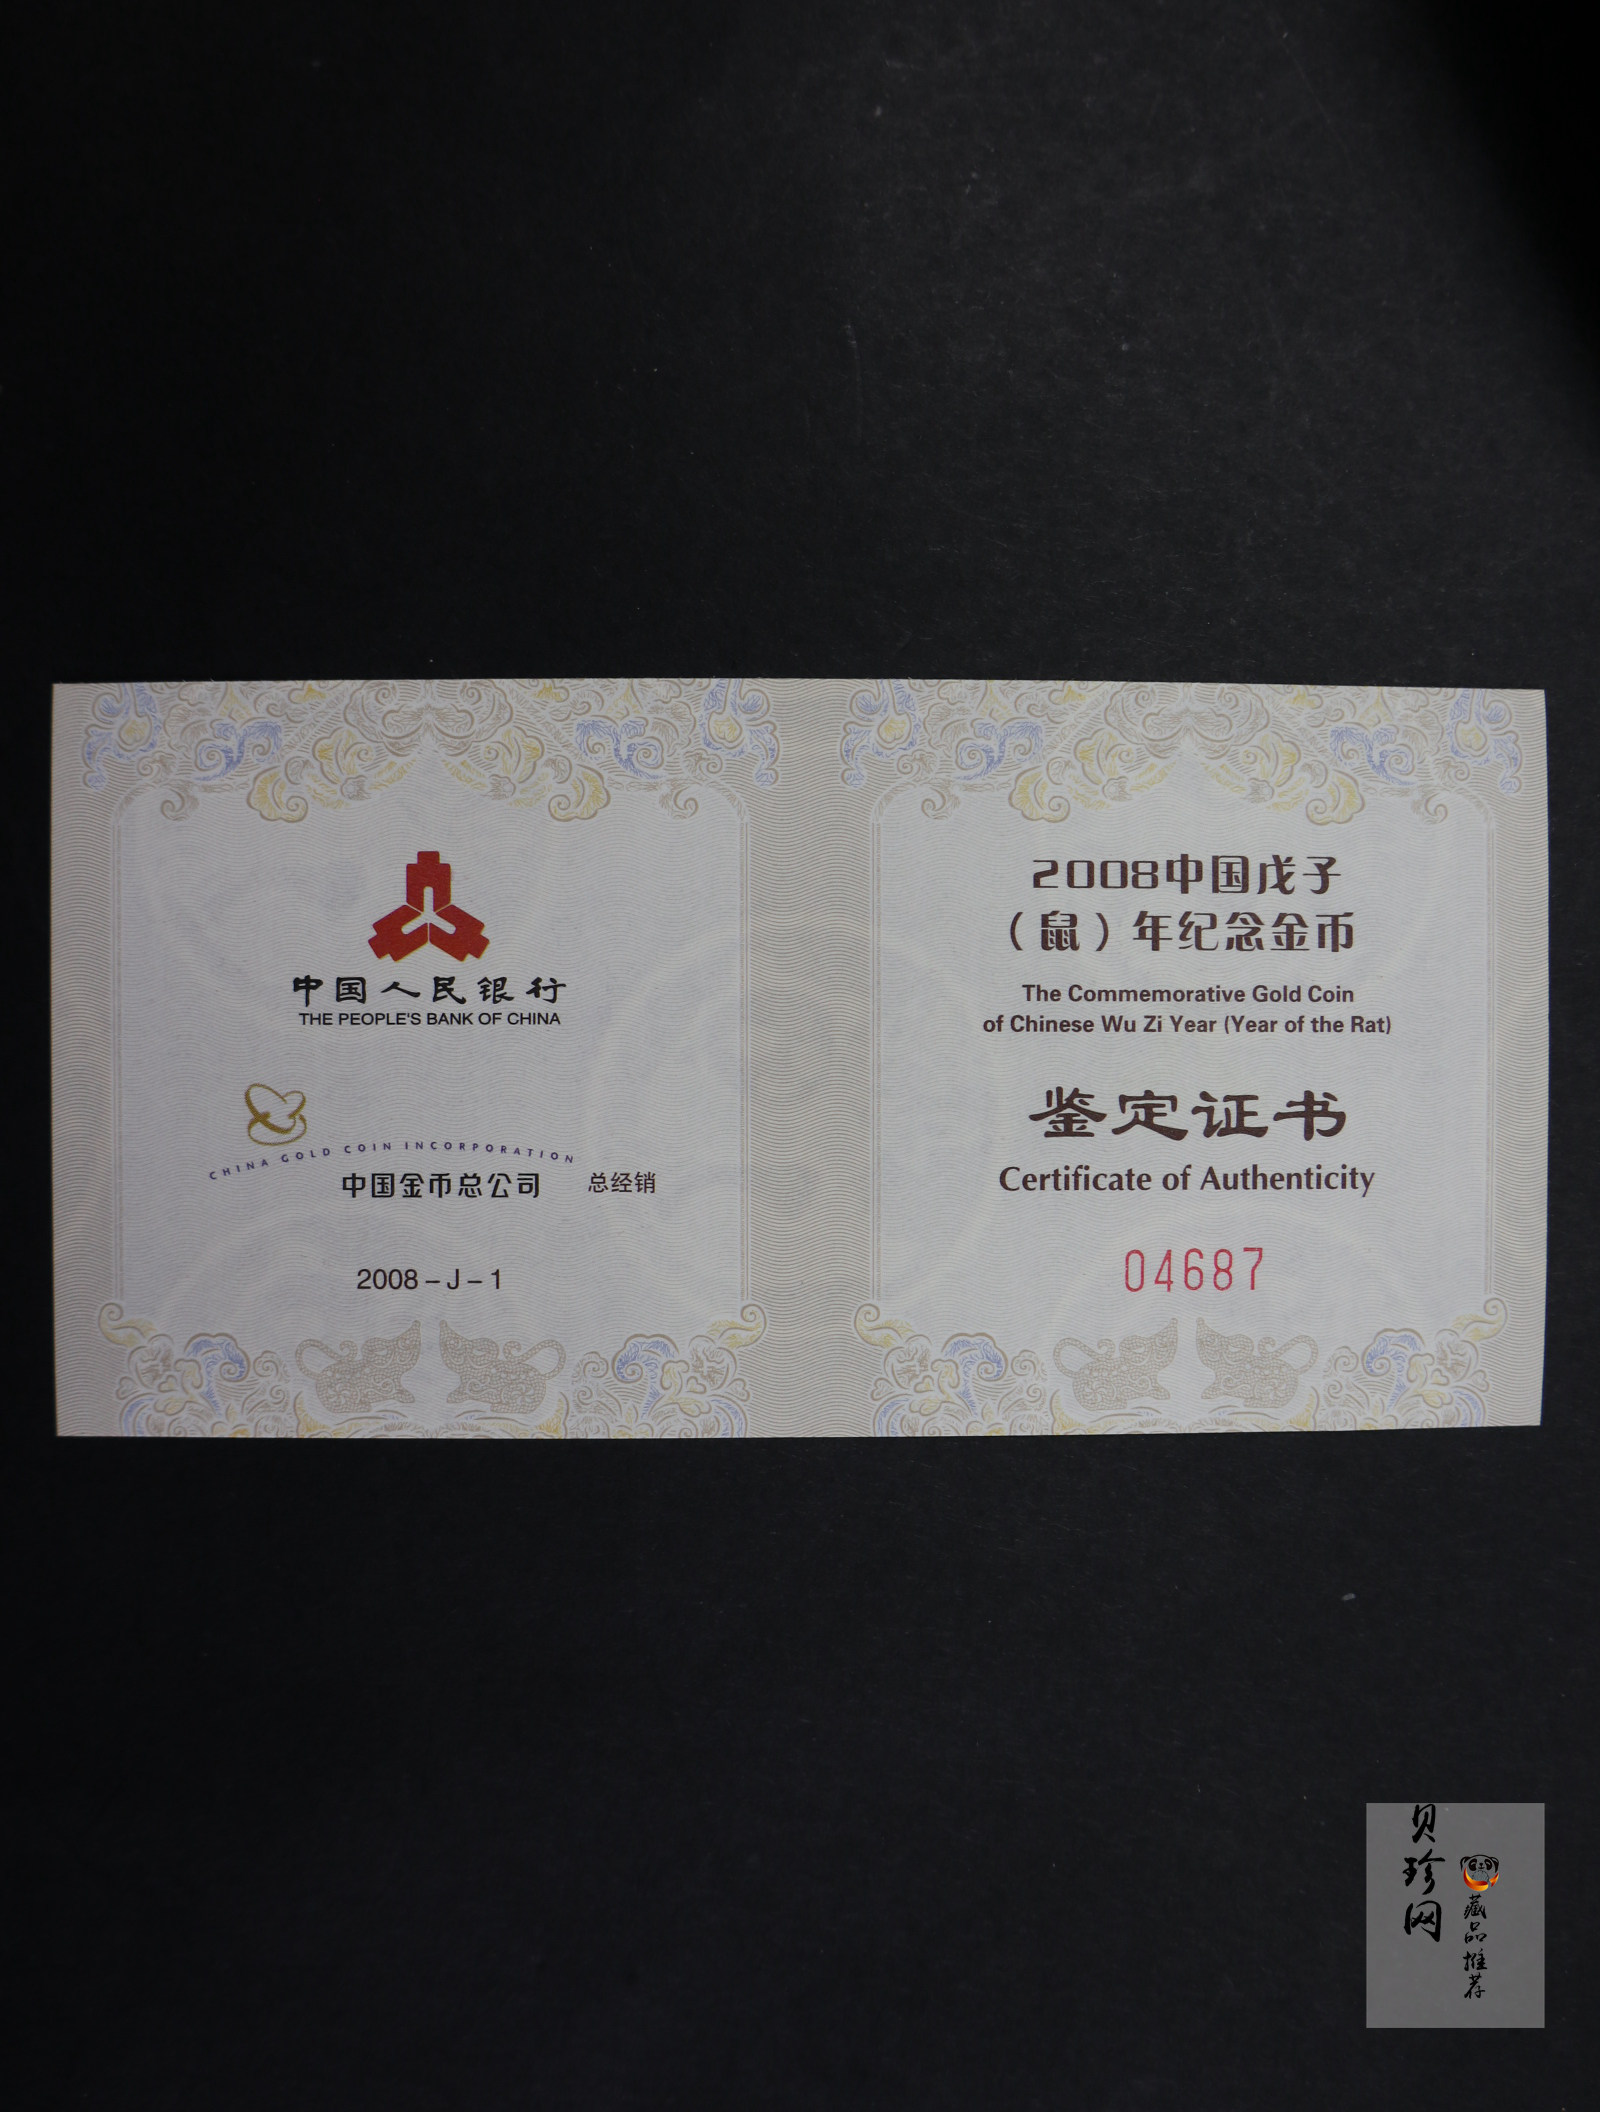 中国人民银行
THE PEOPLE'S BANK OF CHINA
CHINA GOLD COIN INCORPORATION
中国金币总公司 总经销
2008－J－1
2008中国戊子
（鼠）年纪念金币
The Commemorative Gold Coin
of Chinese Wu Zi Year (Year of the Rat)
鉴定证书
Certificate of Authenticity
04687
贝珍网
藏品推荐